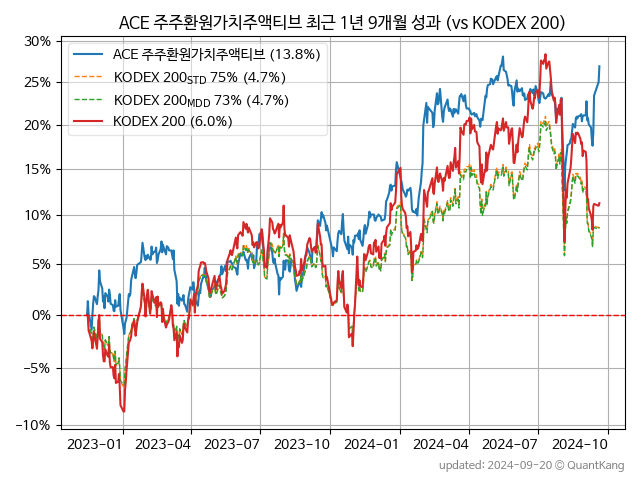 ACE 주주환원가치주액티브 최근 1년 9개월 성과 (vs KODEX 200)
30%
25%
20%
15%
10%
5%
0%
−5%
−10%
ACE 주주환원가치주액티브 (13.8%)
KODEX 200STD 75% (4.7%)
KODEX 200MDD 73% (4.7%)
KODEX 200 (6.0%)
2023−01 2023−04 2023−07 2023−10 2024−01 2024−04 2024−07 2024−10
updated: 2024−09−20 © QuantKang